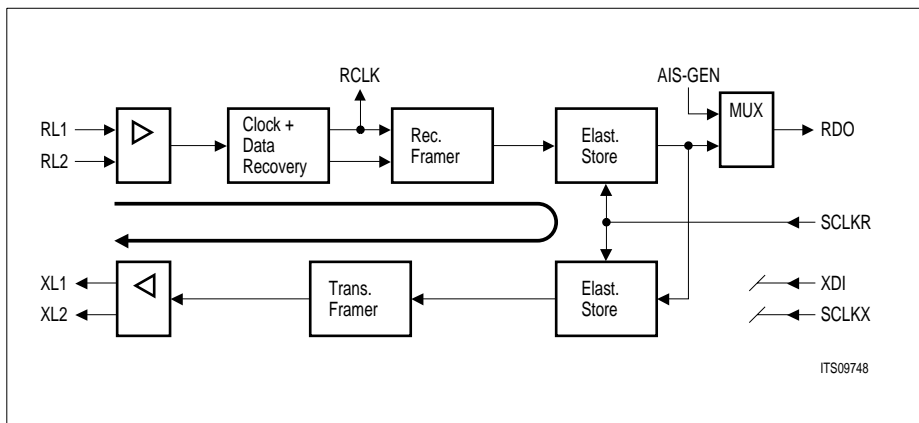 RCLK
AIS-GEN
RL1
RL2
Clock +
Data
Recovery
Rec.
Framer
Elast.
Store
MUX
RDO
SCLKR
XL1
XL2
Trans.
Framer
Elast.
Store
XDI
SCLKX
ITS09748